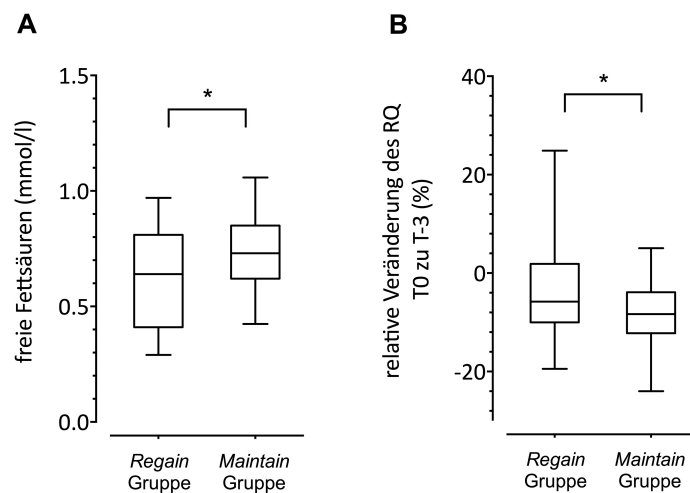 A
freie Fettsäuren (mmol/l)
1.5
1.0
0.5
0.0
*
Regain
Gruppe
Maintain
Gruppe
B
relative Veränderung des RQ
T0 zu T-3 (%)
40
20
0
-20
*
Regain
Gruppe
Maintain
Gruppe